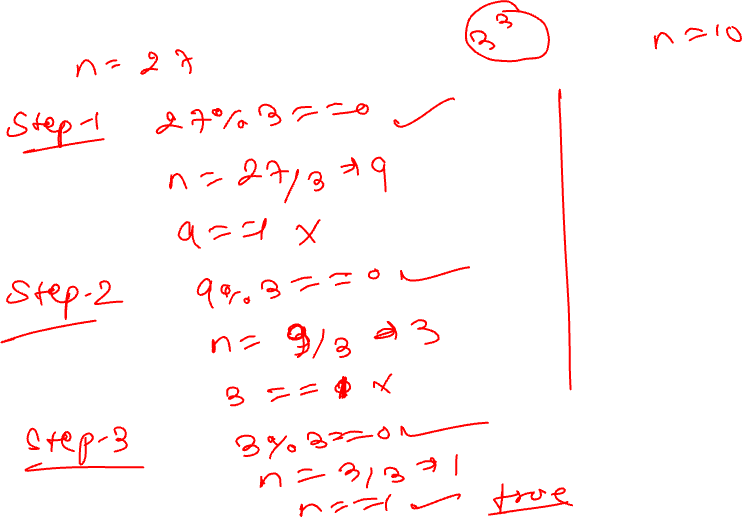 3³
n = 10
n = 27
Step-1 27%3 == 0 ✓
n = 27/3 → 9
9 == 1 ×
Step-2 9%3 == 0 ✓
n = 9/3 → 3
3 == 1 ×
Step-3 3%3 == 0 ✓
n = 3/3 → 1
n == 1 ✓ true